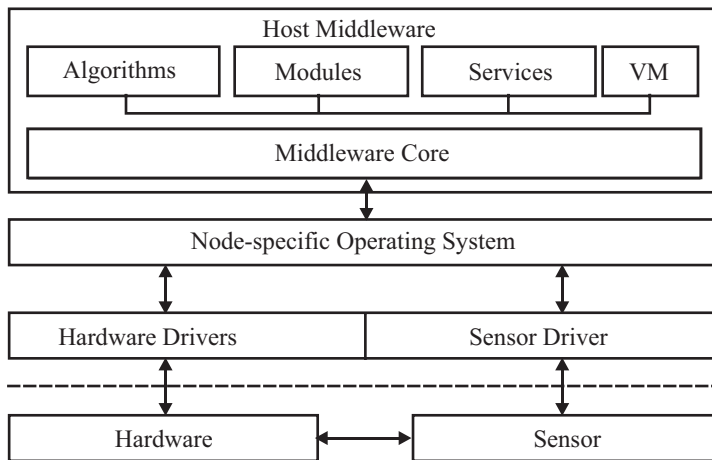 Host Middleware
Algorithms
Modules
Services
VM
Middleware Core
Node-specific Operating System
Hardware Drivers
Sensor Driver
Hardware
Sensor